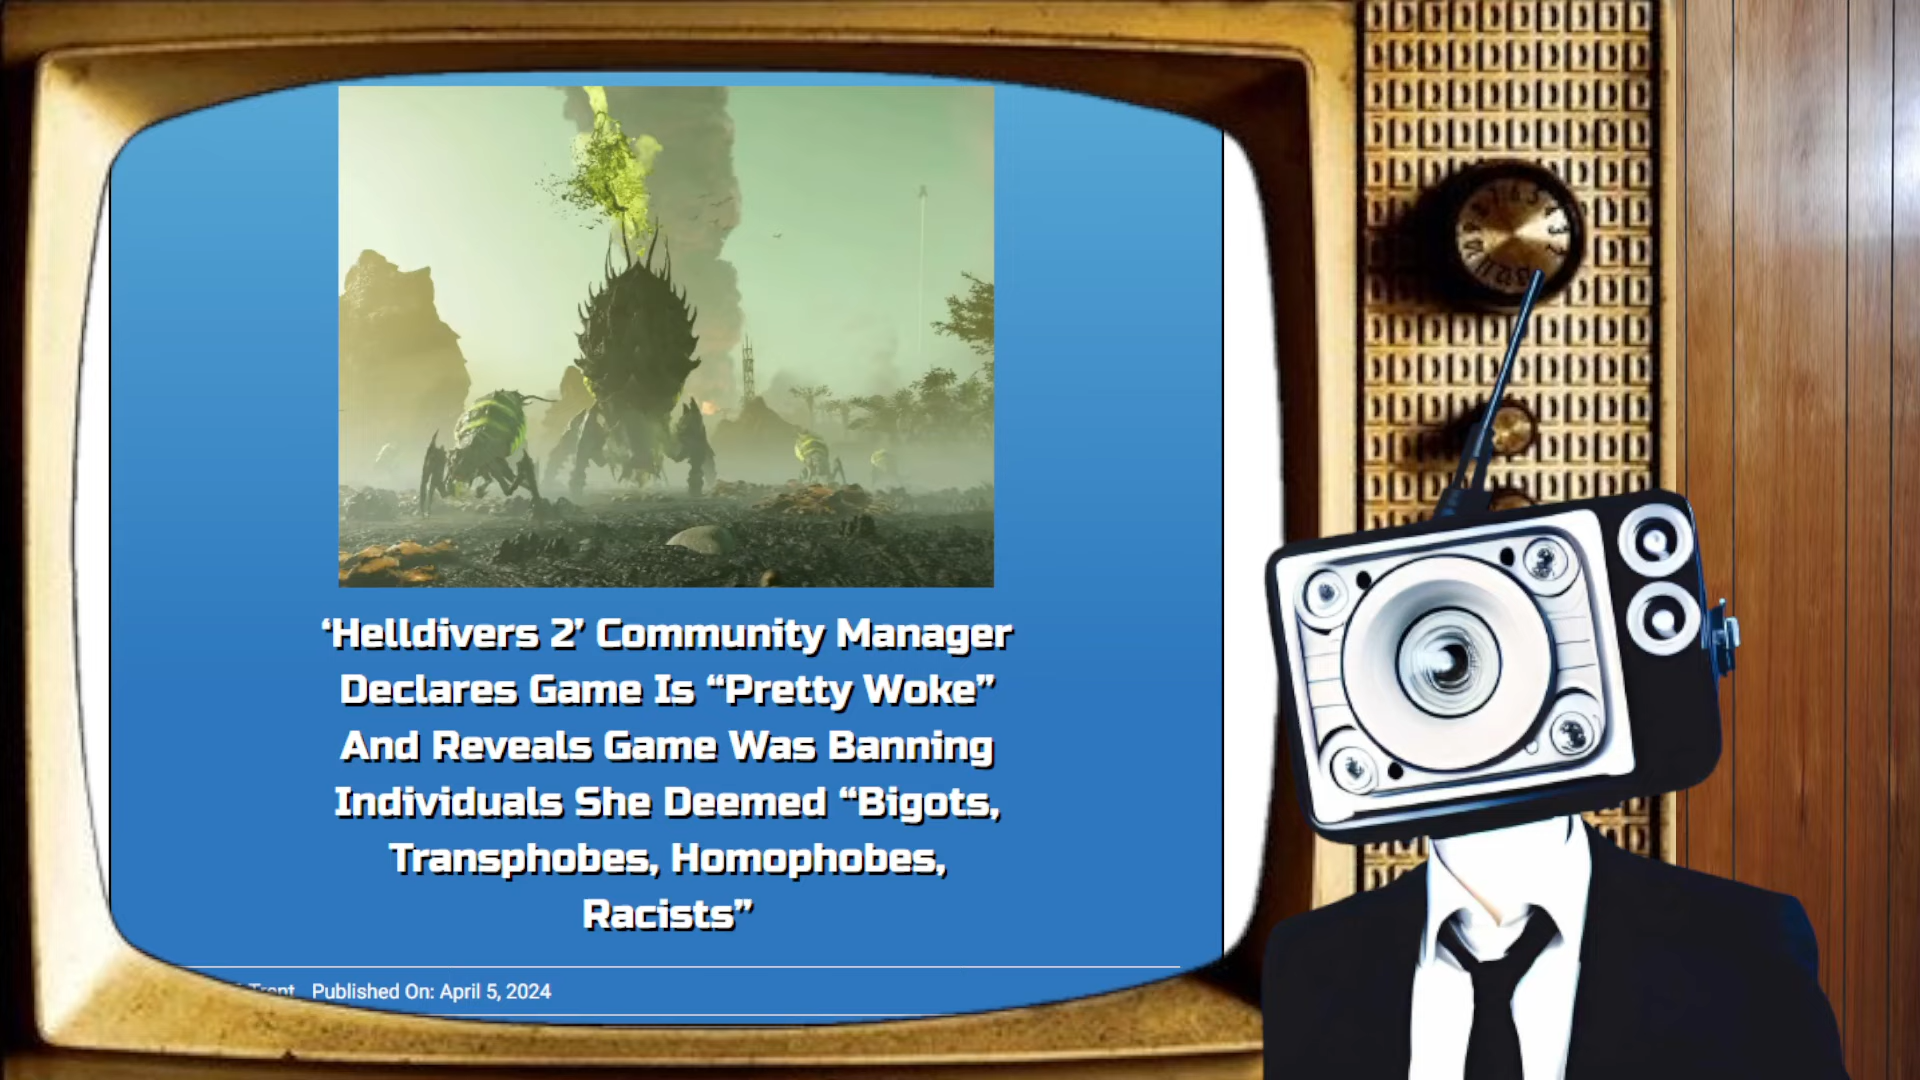 ‘Helldivers 2’ Community Manager
Declares Game Is “Pretty Woke”
And Reveals Game Was Banning
Individuals She Deemed “Bigots,
Transphobes, Homophobes,
Racists”
Trent Published On: April 5, 2024